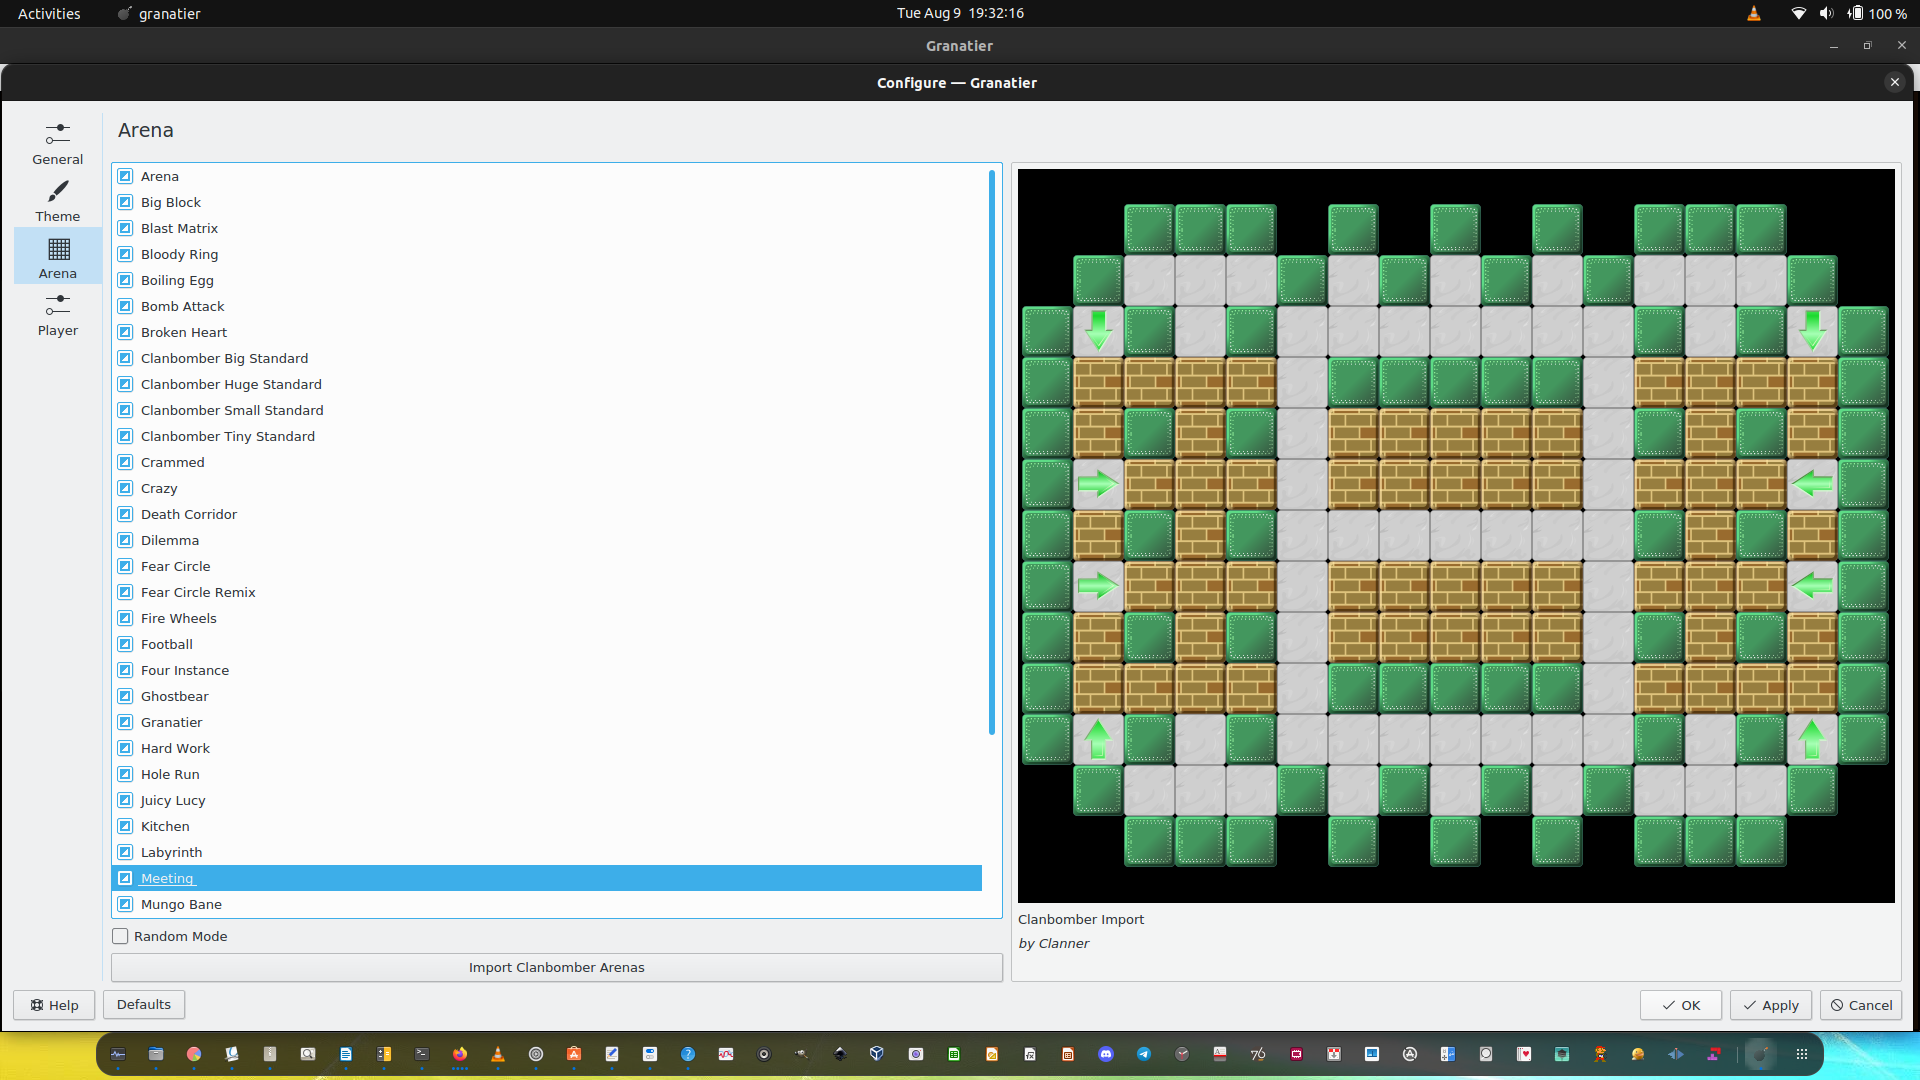 Activities
granatier
Tue Aug 9 19:32:16
100 %
Granatier
Configure — Granatier
General
Theme
Arena
Player
Arena
Arena
Big Block
Blast Matrix
Bloody Ring
Boiling Egg
Bomb Attack
Broken Heart
Clanbomber Big Standard
Clanbomber Huge Standard
Clanbomber Small Standard
Clanbomber Tiny Standard
Crammed
Crazy
Death Corridor
Dilemma
Fear Circle
Fear Circle Remix
Fire Wheels
Football
Four Instance
Ghostbear
Granatier
Hard Work
Hole Run
Juicy Lucy
Kitchen
Labyrinth
Meeting
Mungo Bane
Random Mode
Import Clanbomber Arenas
Clanbomber Import
by Clanner
Help
Defaults
OK
Apply
Cancel